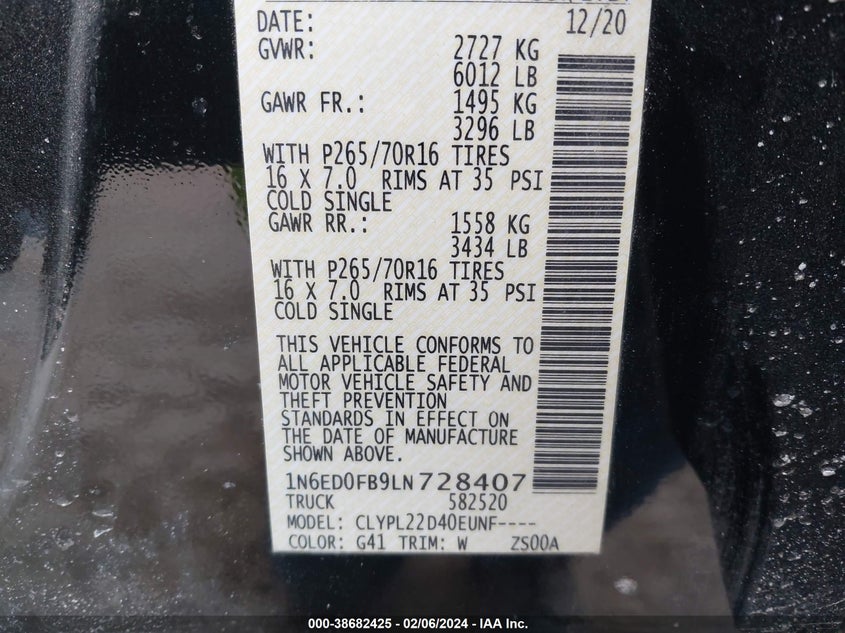 DATE: 12/20
GVWR: 2727 KG
6012 LB
GAWR FR.: 1495 KG
3296 LB
WITH P265/70R16 TIRES
16 X 7.0 RIMS AT 35 PSI
COLD SINGLE
GAWR RR.: 1558 KG
3434 LB
WITH P265/70R16 TIRES
16 X 7.0 RIMS AT 35 PSI
COLD SINGLE
THIS VEHICLE CONFORMS TO
ALL APPLICABLE FEDERAL
MOTOR VEHICLE SAFETY AND
THEFT PREVENTION
STANDARDS IN EFFECT ON
THE DATE OF MANUFACTURE
SHOWN ABOVE.
1N6ED0FB9LN728407
TRUCK 582520
MODEL: CLYPL22D40EUNF----
COLOR: G41 TRIM: W ZS00A
000-38682425 - 02/06/2024 - IAA Inc.